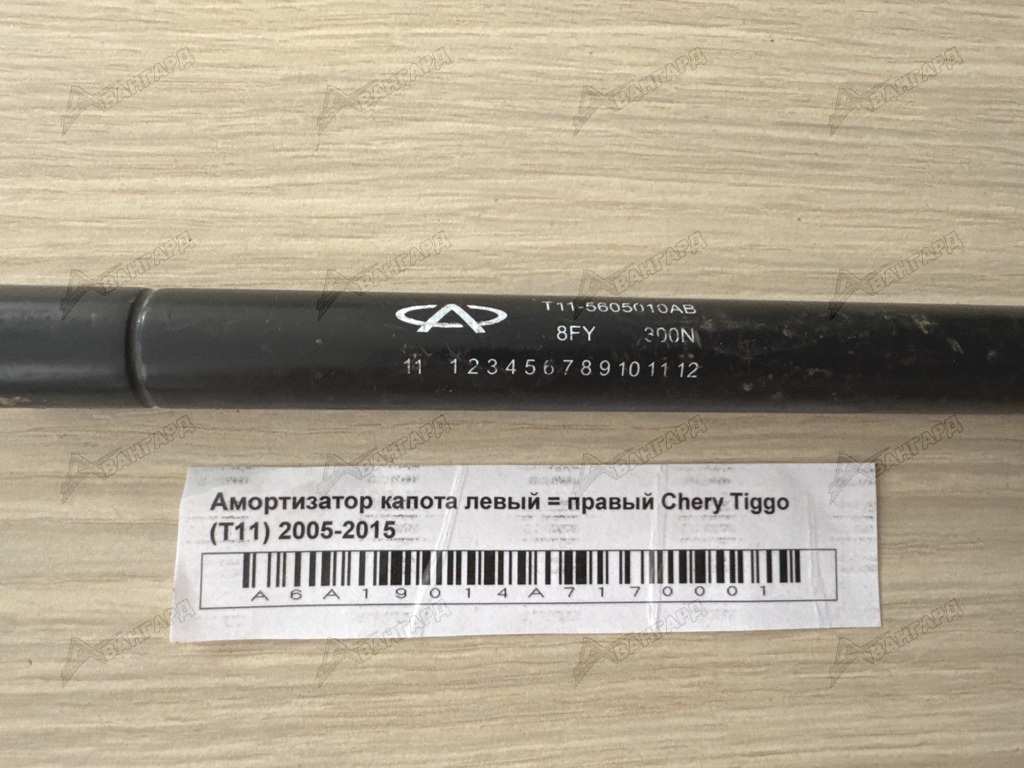 T11-5605010AB
8FY 300N
11 1 2 3 4 5 6 7 8 9 10 11 12
Амортизатор капота левый = правый Chery Tiggo
(T11) 2005-2015
A6A19014A7170001
АВАНГАРД